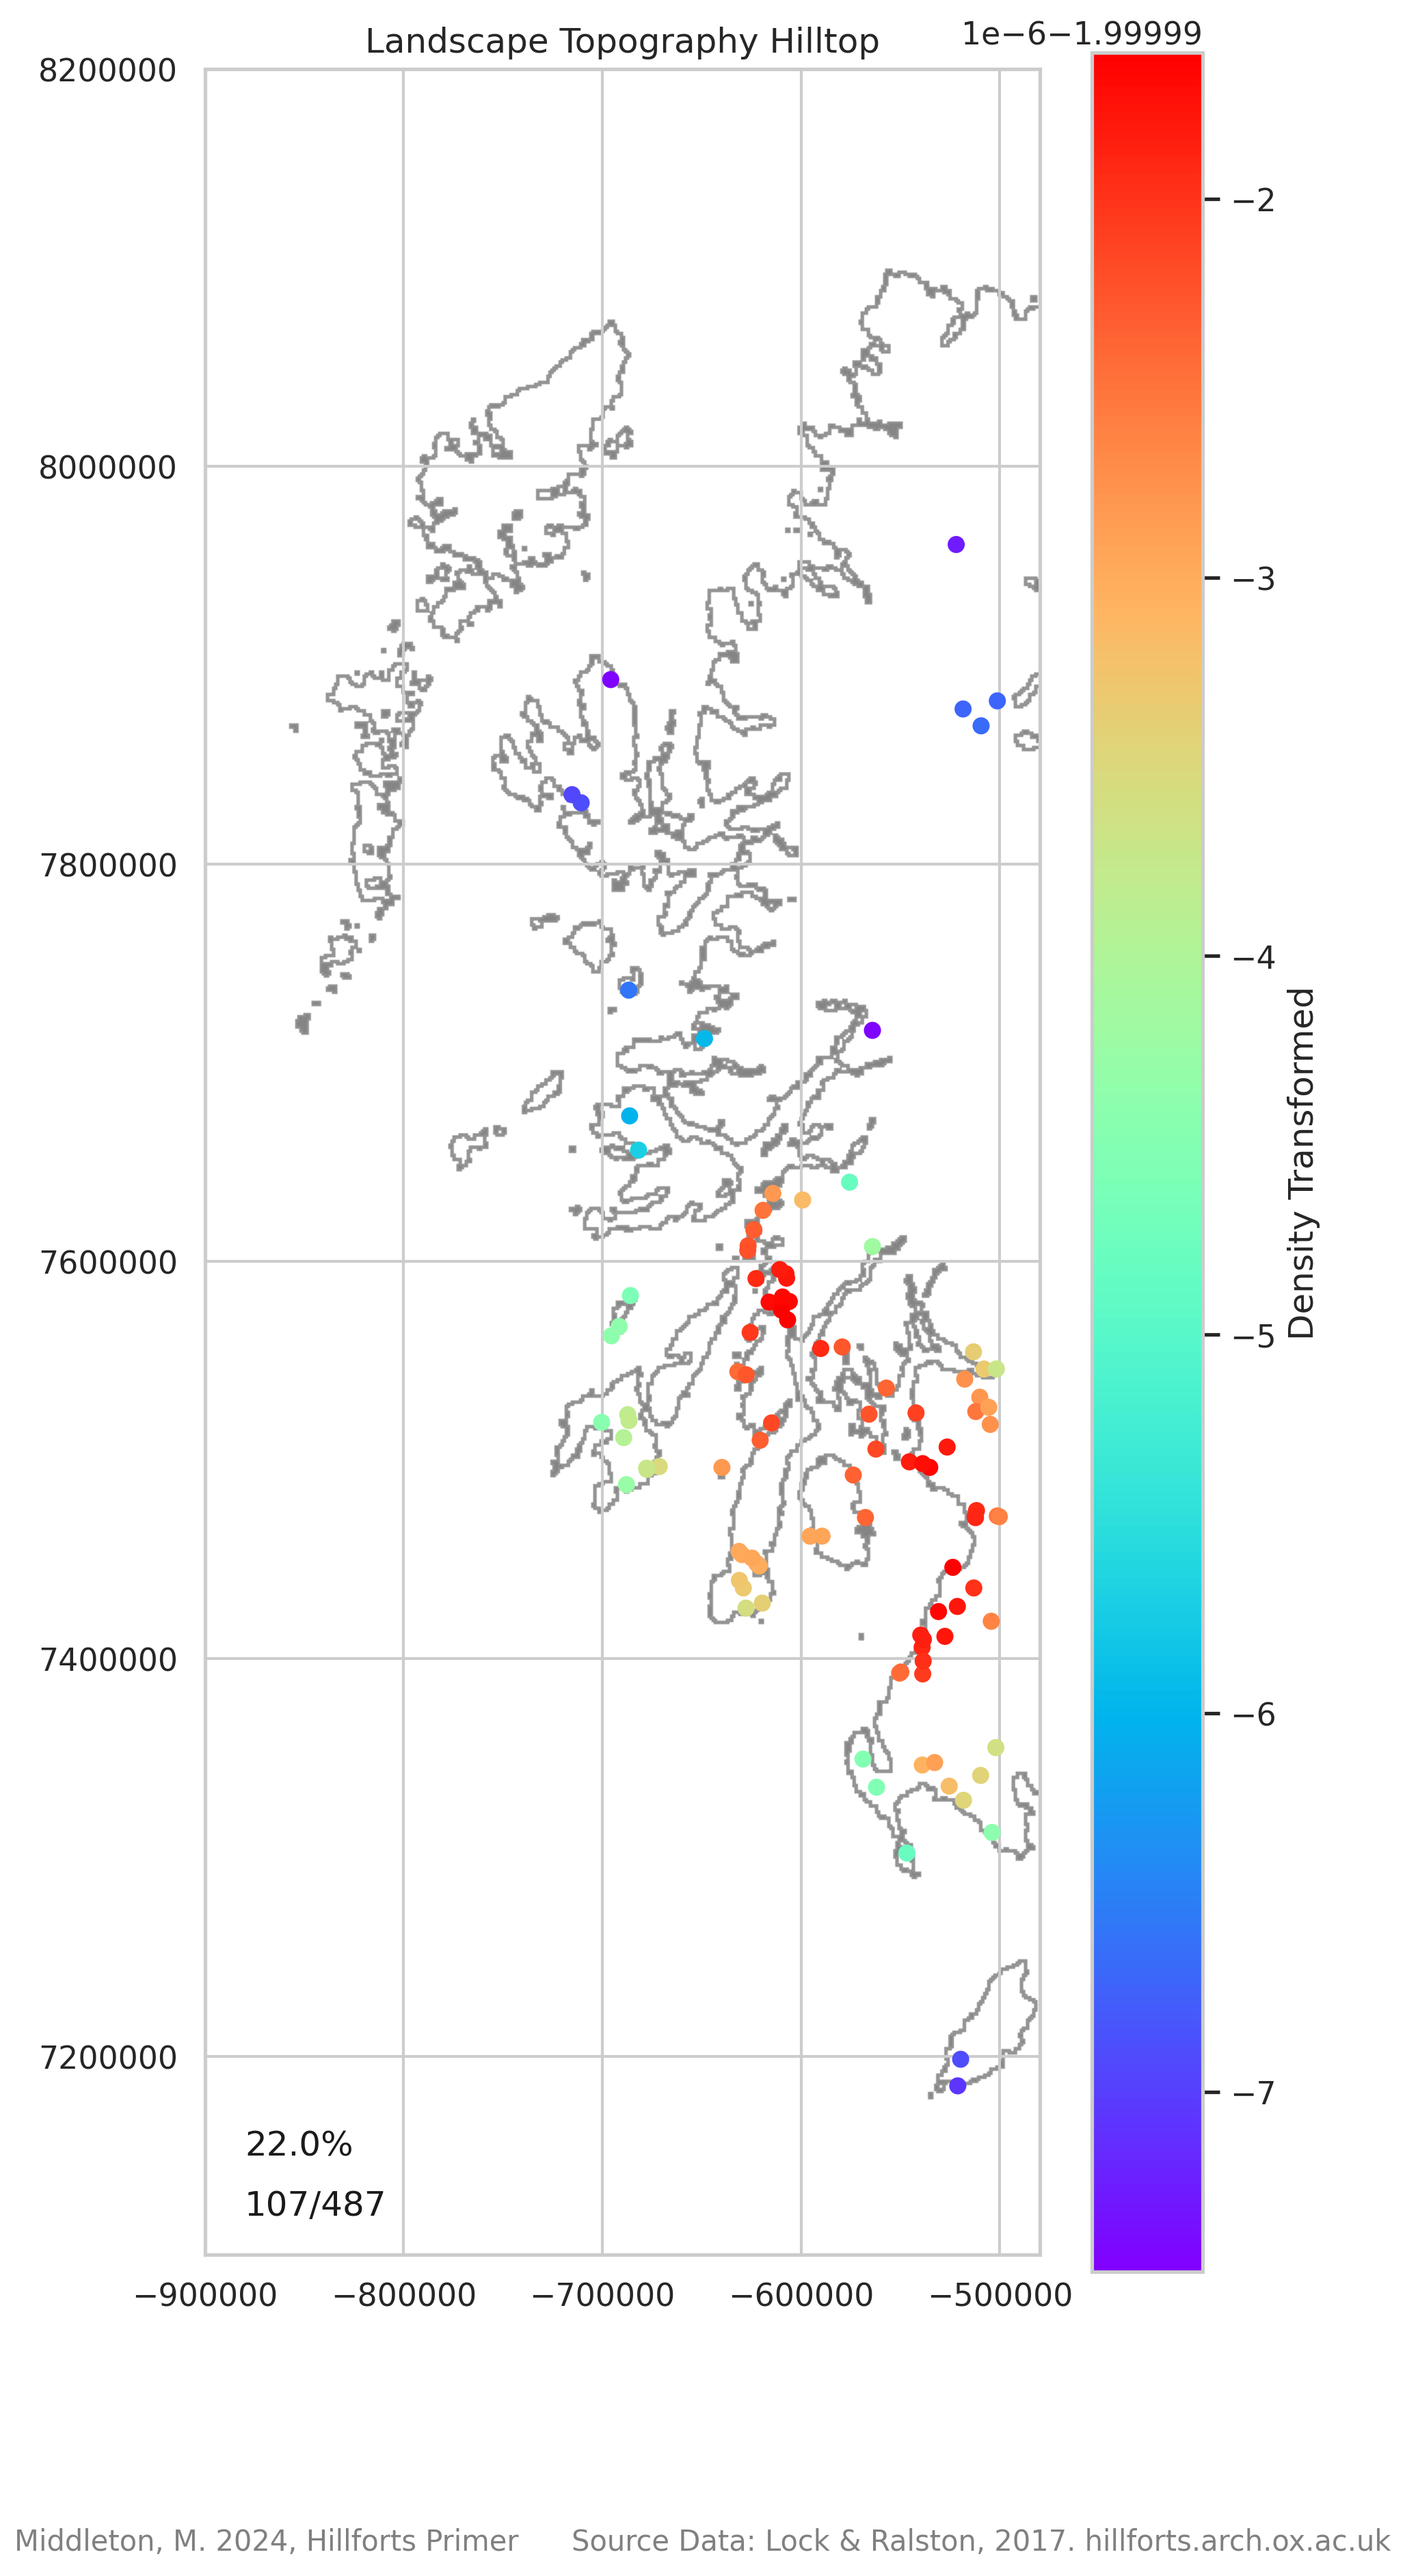 Landscape Topography Hilltop
1e−6−1.99999
8200000
8000000
7800000
7600000
7400000
7200000
−2
−3
−4
−5
−6
−7
Density Transformed
22.0%
107/487
−900000 −800000 −700000 −600000 −500000
Middleton, M. 2024, Hillforts Primer
Source Data: Lock & Ralston, 2017. hillforts.arch.ox.ac.uk